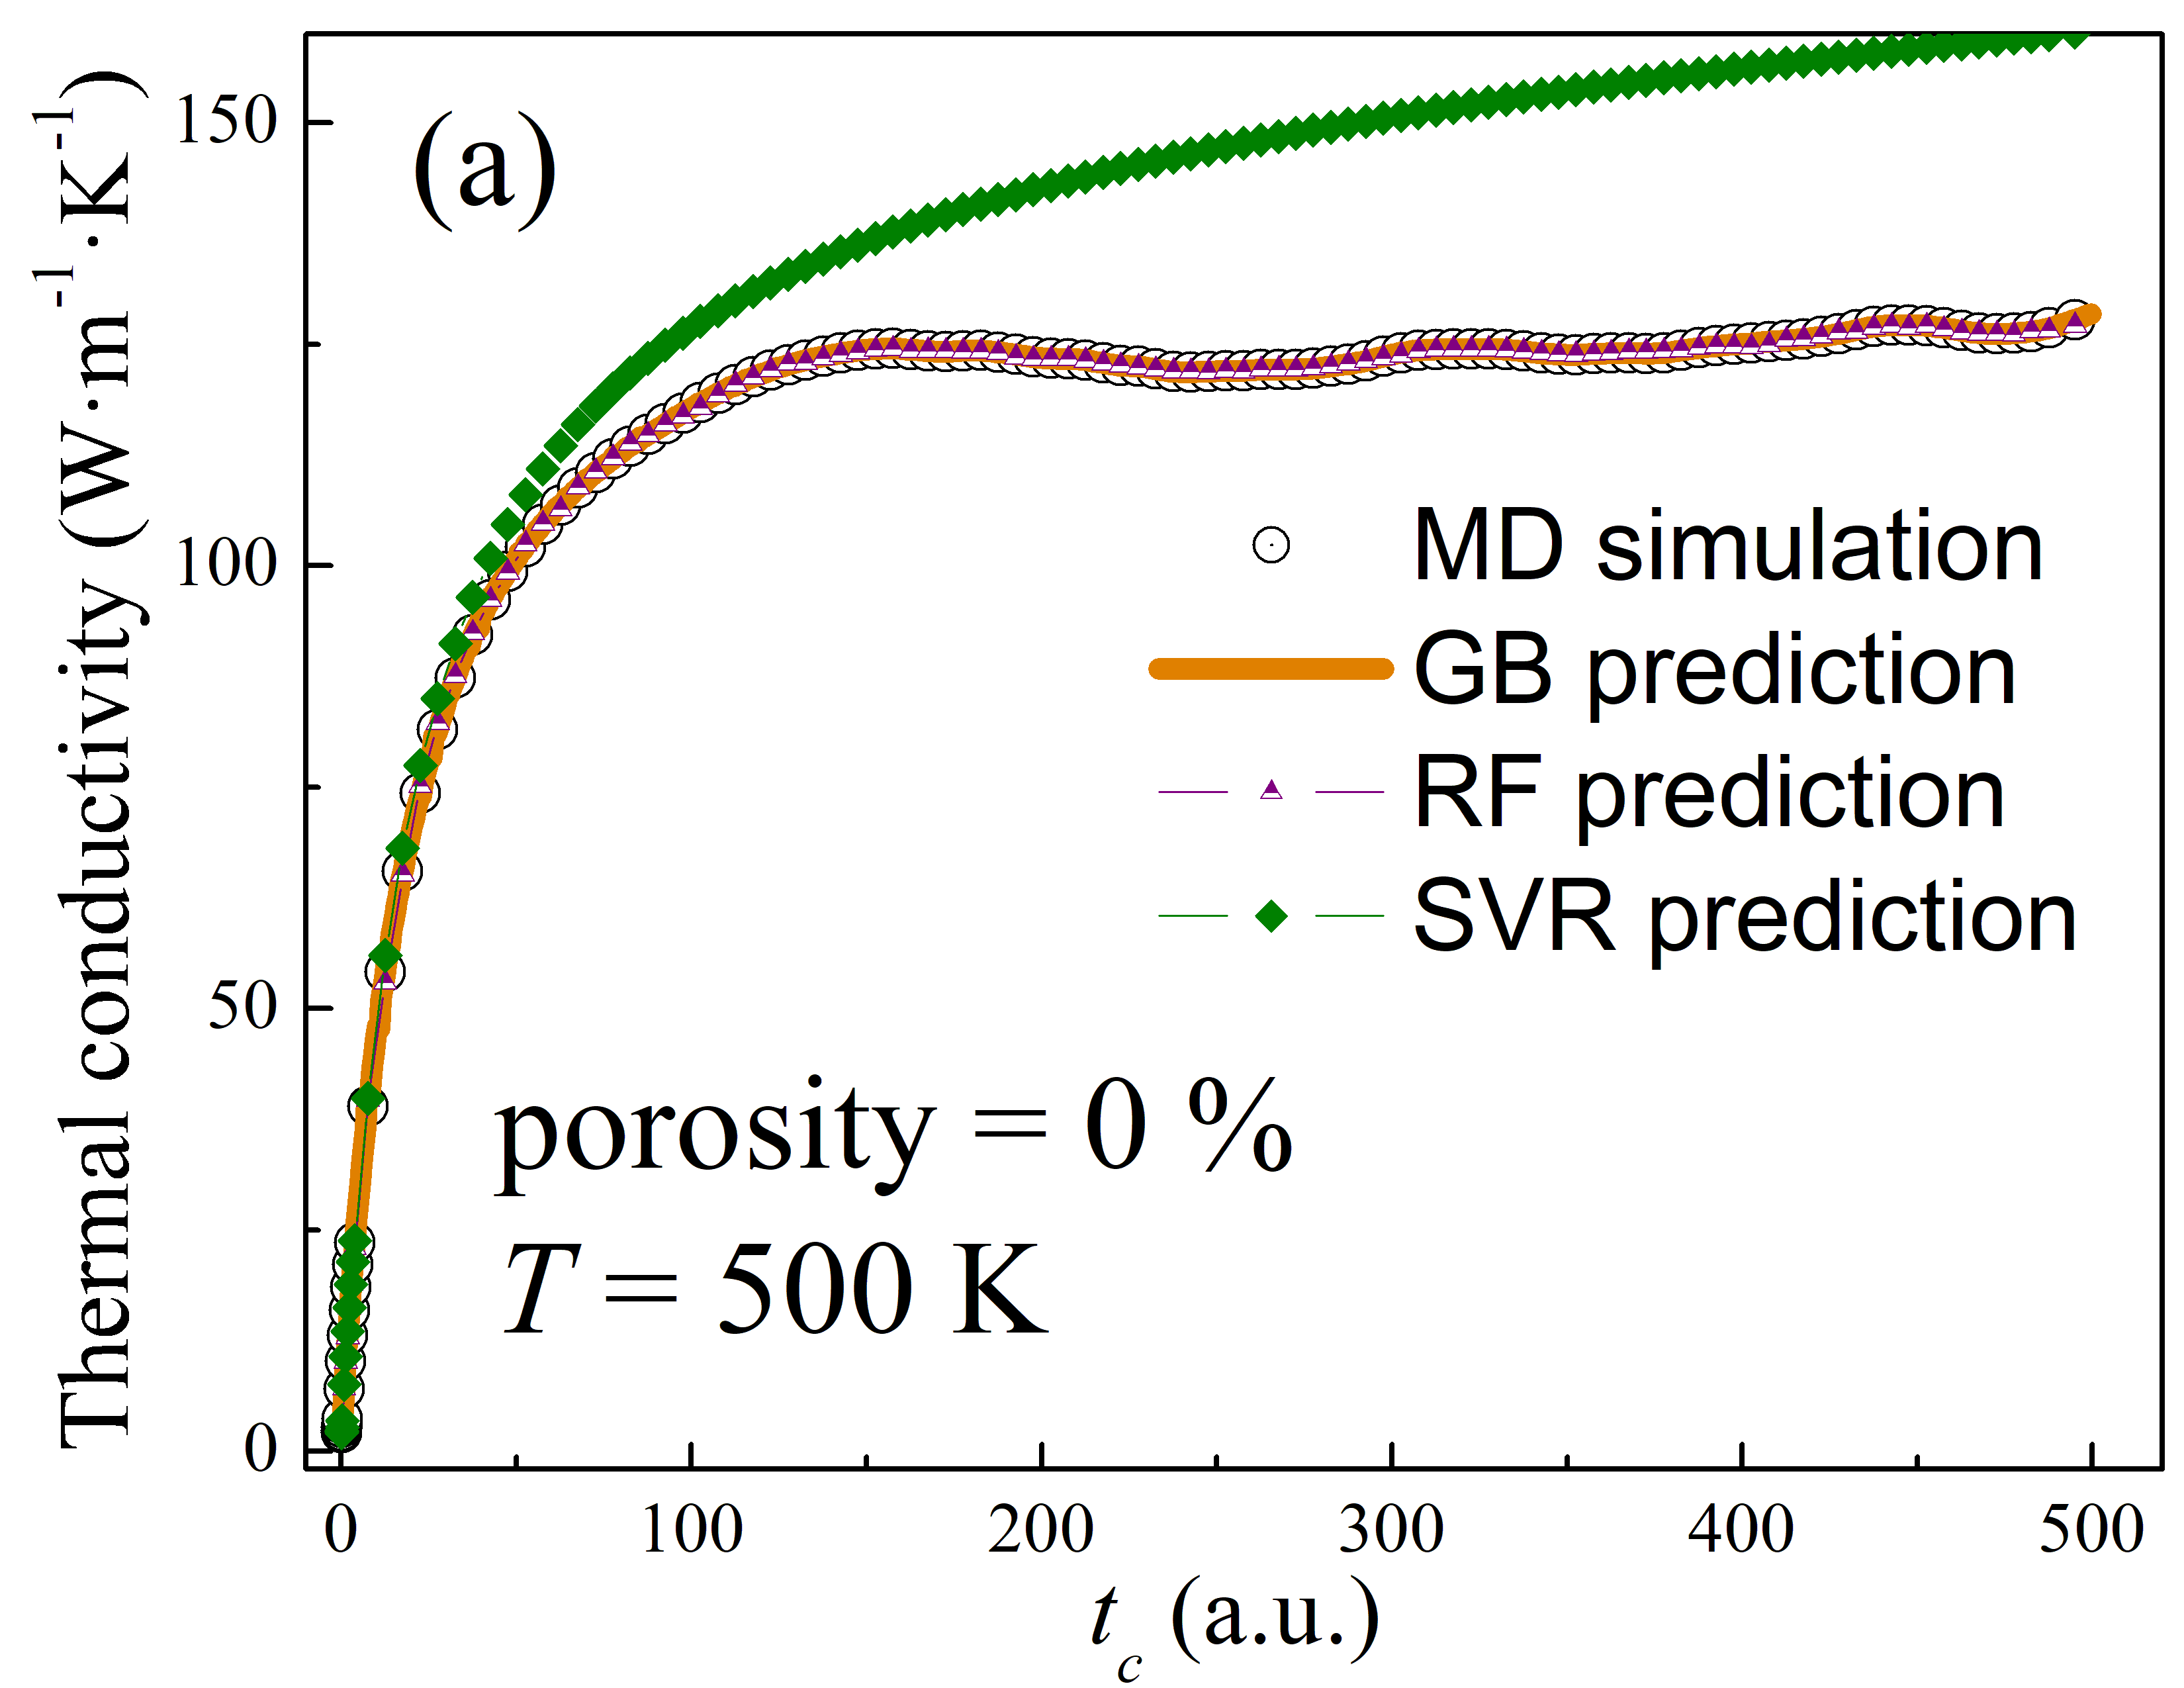 Thermal conductivity (W·m⁻¹·K⁻¹)
150
100
50
0
(a)
MD simulation
GB prediction
RF prediction
SVR prediction
porosity = 0 %
T = 500 K
0 100 200 300 400 500
t_c (a.u.)